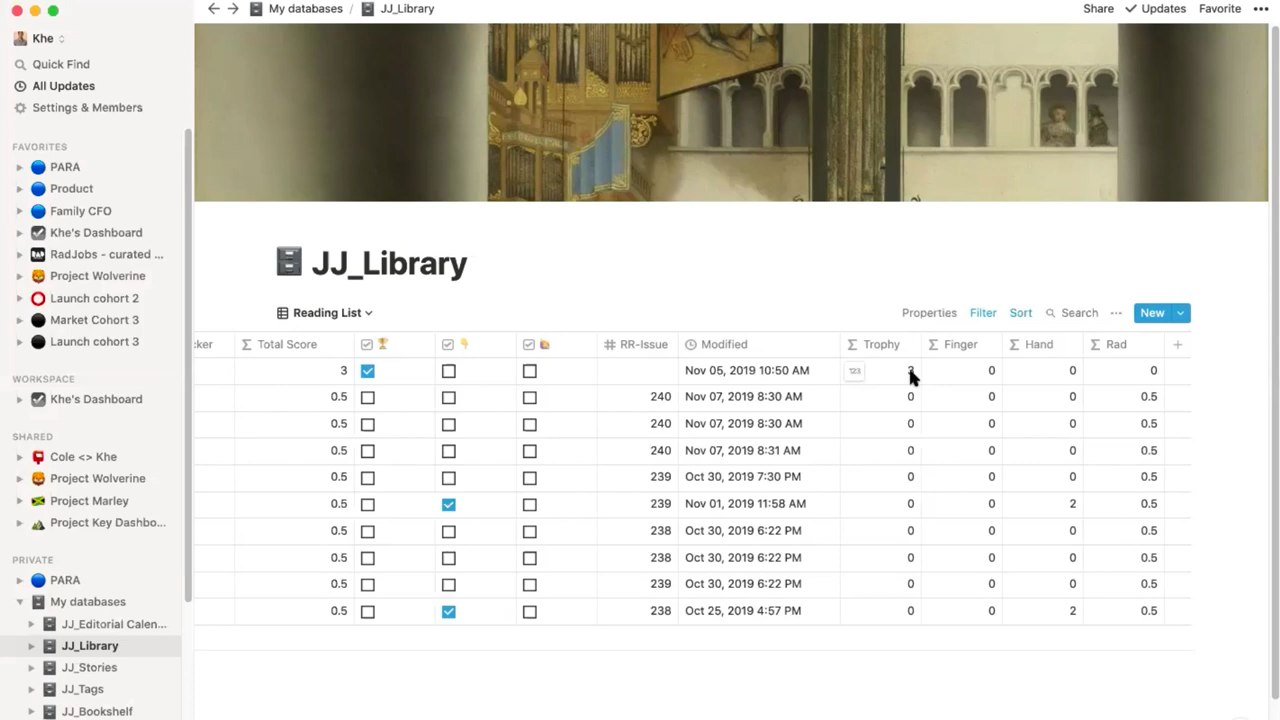 My databases / JJ_Library Share Updates Favorite •••
Khe
Quick Find
All Updates
Settings & Members
FAVORITES
PARA
Product
Family CFO
Khe's Dashboard
RadJobs - curated ...
Project Wolverine
Launch cohort 2
Market Cohort 3
Launch cohort 3
WORKSPACE
Khe's Dashboard
SHARED
Cole <> Khe
Project Wolverine
Project Marley
Project Key Dashbo...
PRIVATE
PARA
My databases
JJ_Editorial Calen...
JJ_Library
JJ_Stories
JJ_Tags
JJ_Bookshelf
JJ_Library
Reading List Properties Filter Sort Search ••• New
cker Σ Total Score 🏆 👇 # RR-Issue Modified Σ Trophy Σ Finger Σ Hand Σ Rad +
3 Nov 05, 2019 10:50 AM 123 0 0 0
0.5 240 Nov 07, 2019 8:30 AM 0 0 0 0.5
0.5 240 Nov 07, 2019 8:30 AM 0 0 0 0.5
0.5 240 Nov 07, 2019 8:31 AM 0 0 0 0.5
0.5 239 Oct 30, 2019 7:30 PM 0 0 0 0.5
0.5 239 Nov 01, 2019 11:58 AM 0 0 2 0.5
0.5 238 Oct 30, 2019 6:22 PM 0 0 0 0.5
0.5 238 Oct 30, 2019 6:22 PM 0 0 0 0.5
0.5 239 Oct 30, 2019 6:22 PM 0 0 0 0.5
0.5 238 Oct 25, 2019 4:57 PM 0 0 2 0.5